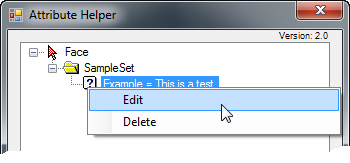 Attribute Helper
Version: 2.0
Face
SampleSet
? Example = This is a test
Edit
Delete